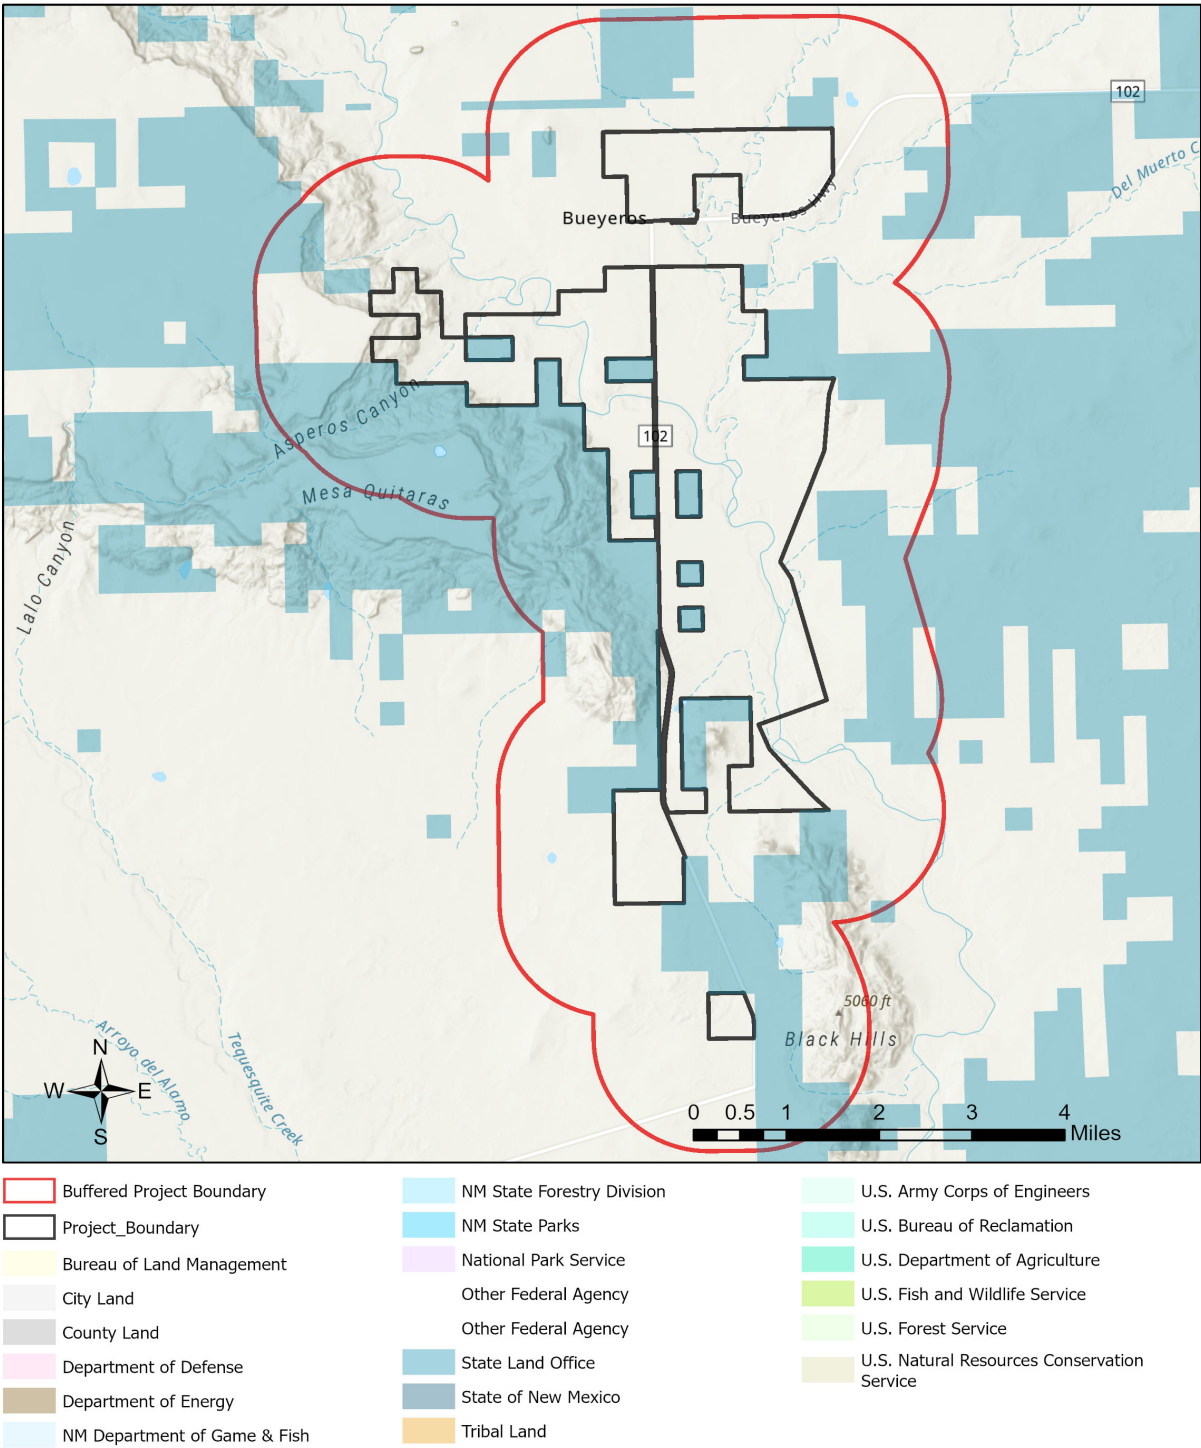 102
Del Muerto C
Bueyeros
Bueyeros Hwy
Asperos Canyon
102
Mesa Quitaras
Lalo Canyon
5060 ft
Black Hills
Arroyo del Alamo
Tequesquite Creek
N
W E
S
0 0.5 1 2 3 4
Miles
Buffered Project Boundary
Project_Boundary
Bureau of Land Management
City Land
County Land
Department of Defense
Department of Energy
NM Department of Game & Fish
NM State Forestry Division
NM State Parks
National Park Service
Other Federal Agency
Other Federal Agency
State Land Office
State of New Mexico
Tribal Land
U.S. Army Corps of Engineers
U.S. Bureau of Reclamation
U.S. Department of Agriculture
U.S. Fish and Wildlife Service
U.S. Forest Service
U.S. Natural Resources Conservation
Service